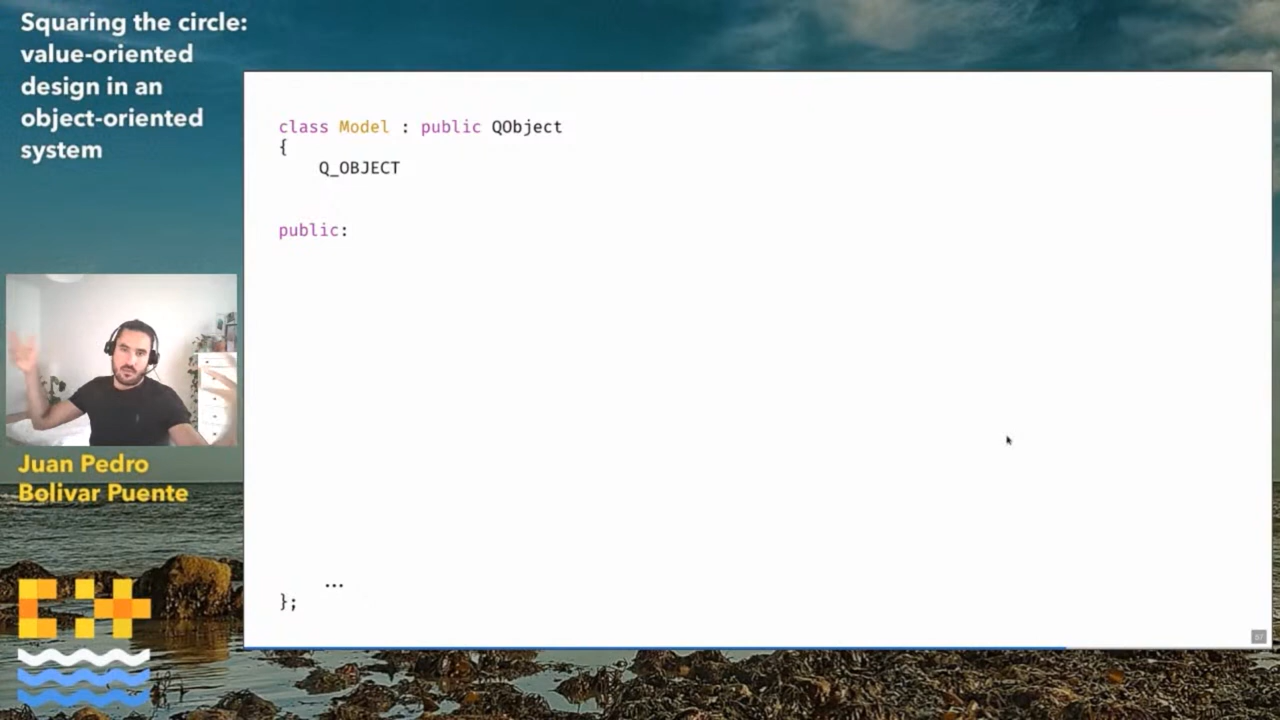 Squaring the circle:
value-oriented
design in an
object-oriented
system
class Model : public QObject
{
Q_OBJECT
public:
...
};
Juan Pedro
Bolivar Puente
C++